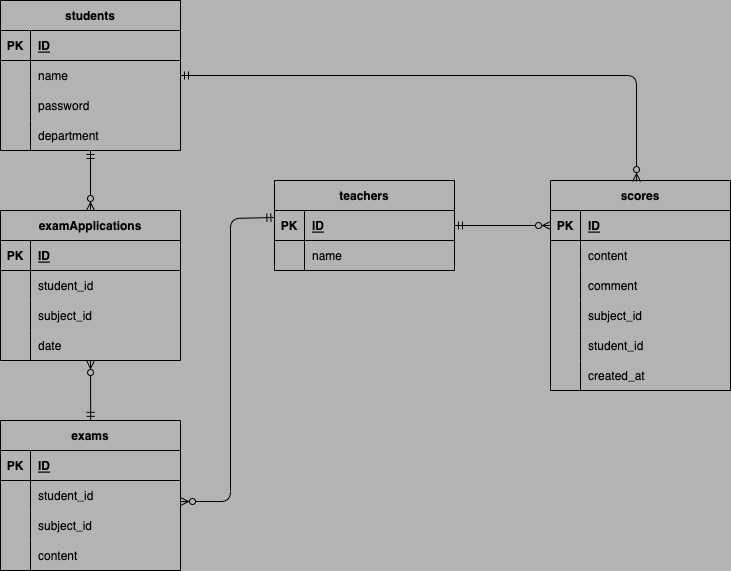 students
PK ID
name
password
department
examApplications
PK ID
student_id
subject_id
date
exams
PK ID
student_id
subject_id
content
teachers
PK ID
name
scores
PK ID
content
comment
subject_id
student_id
created_at